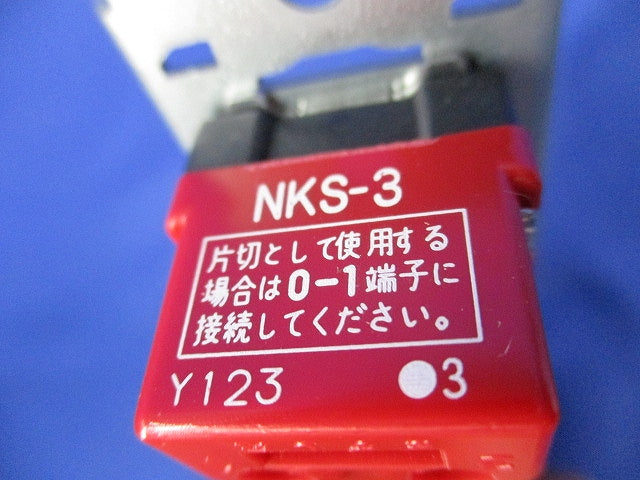 NKS-3
片切として使用する
場合は0-1端子に
接続してください。
Y123 ●3